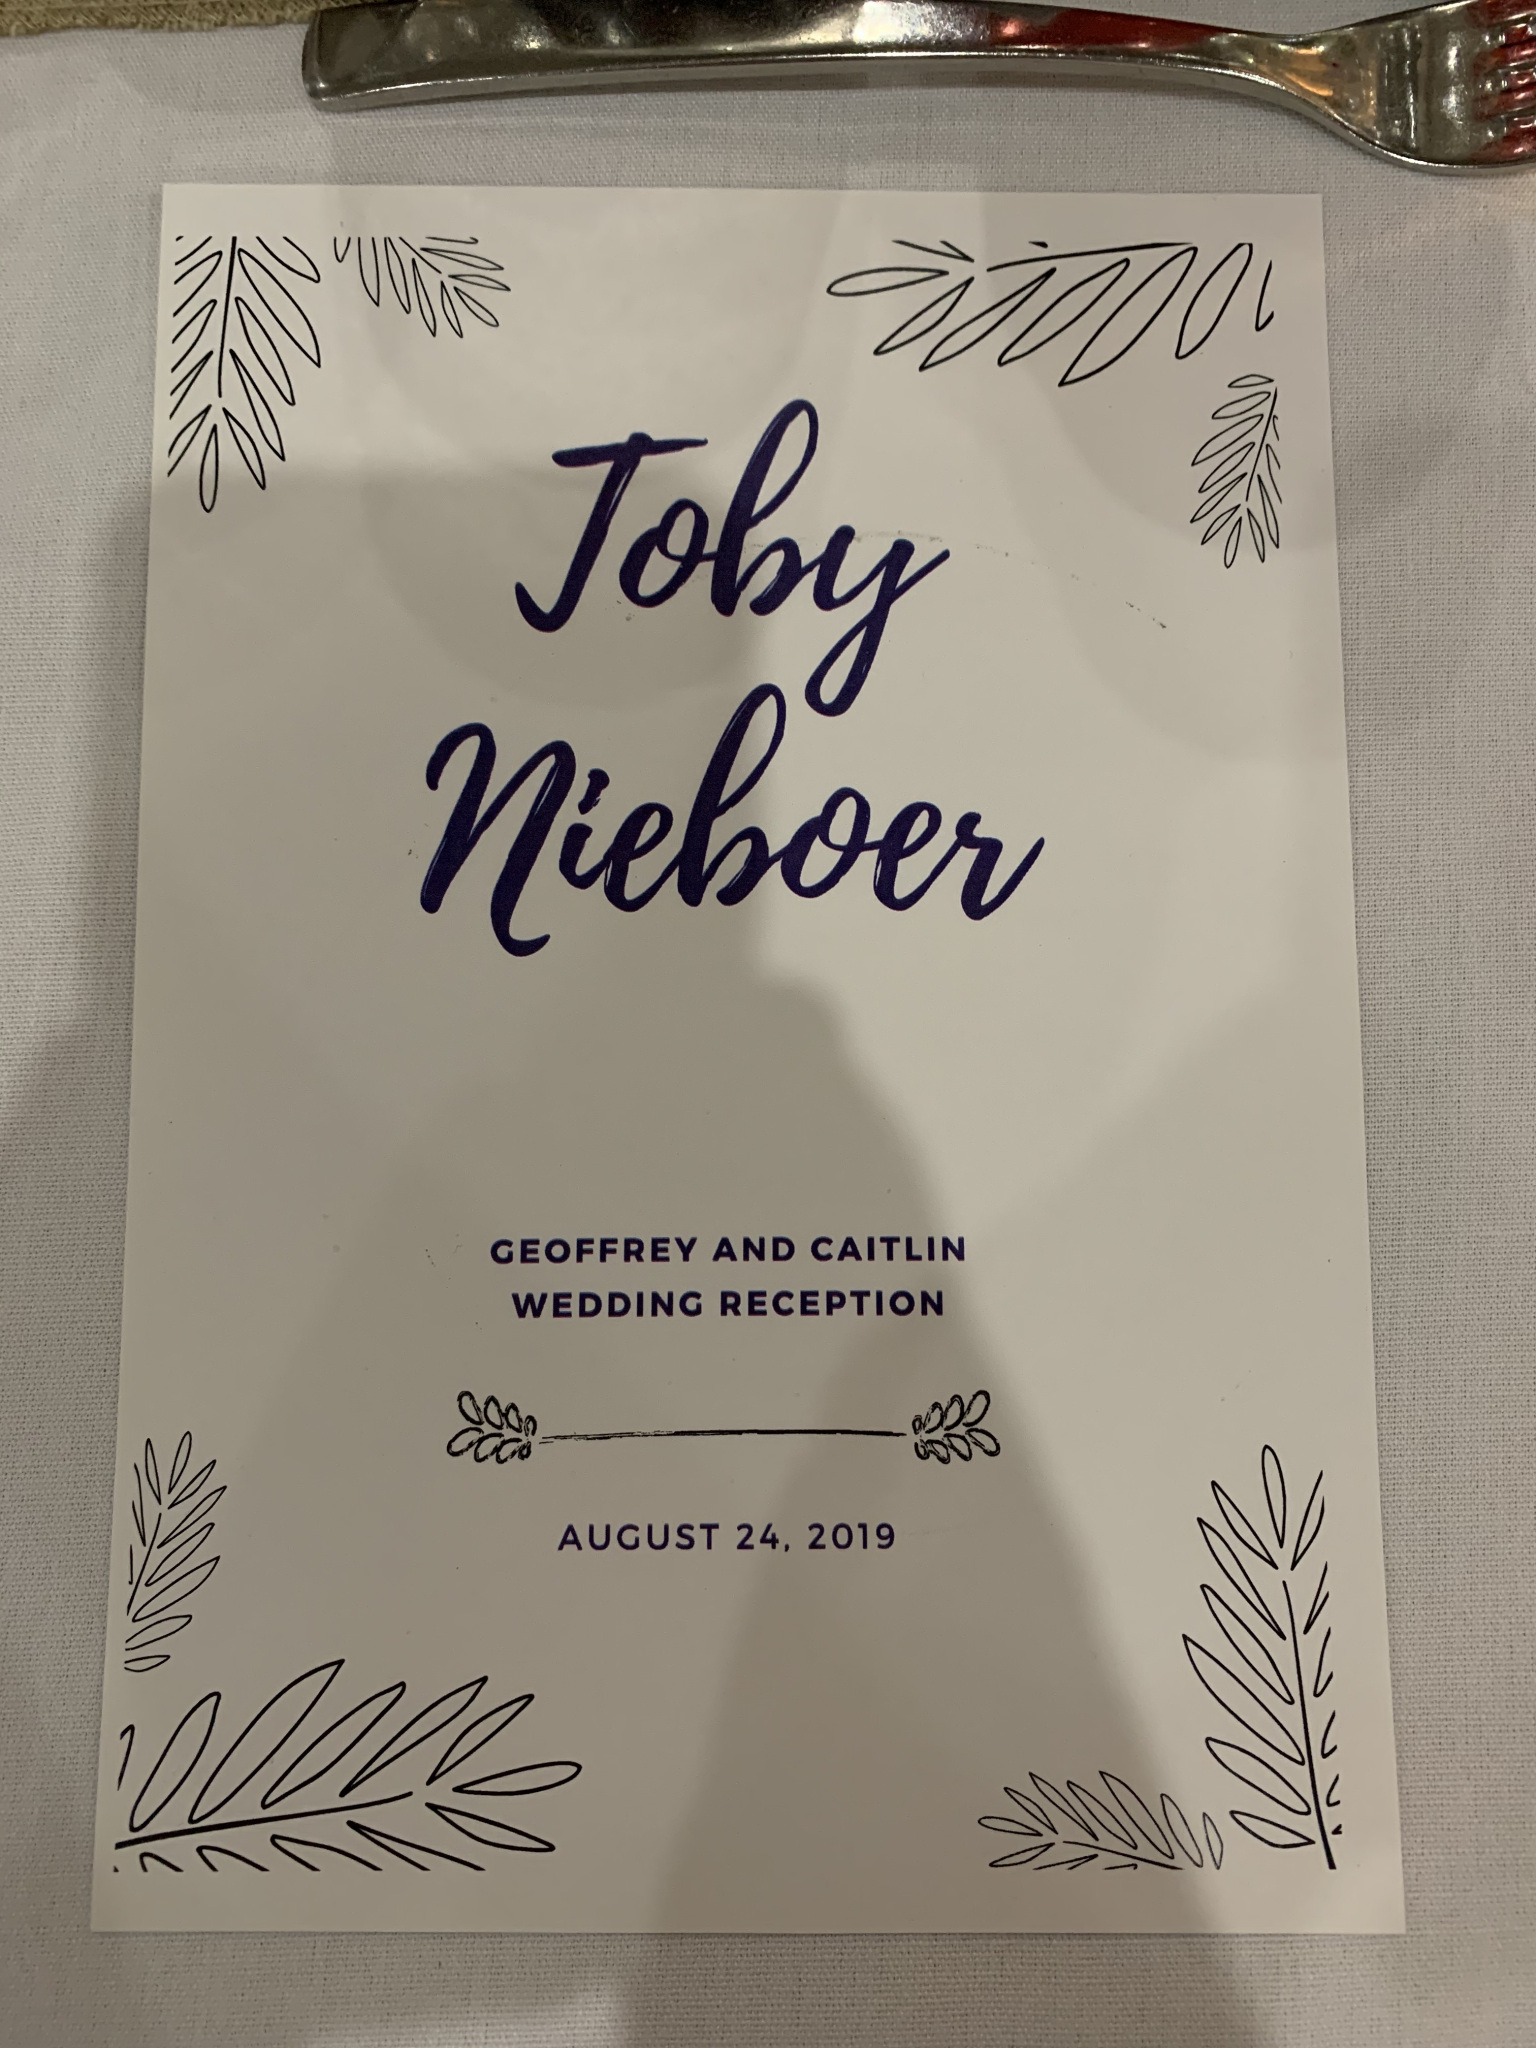 Toby
Nieboer
GEOFFREY AND CAITLIN
WEDDING RECEPTION
AUGUST 24, 2019